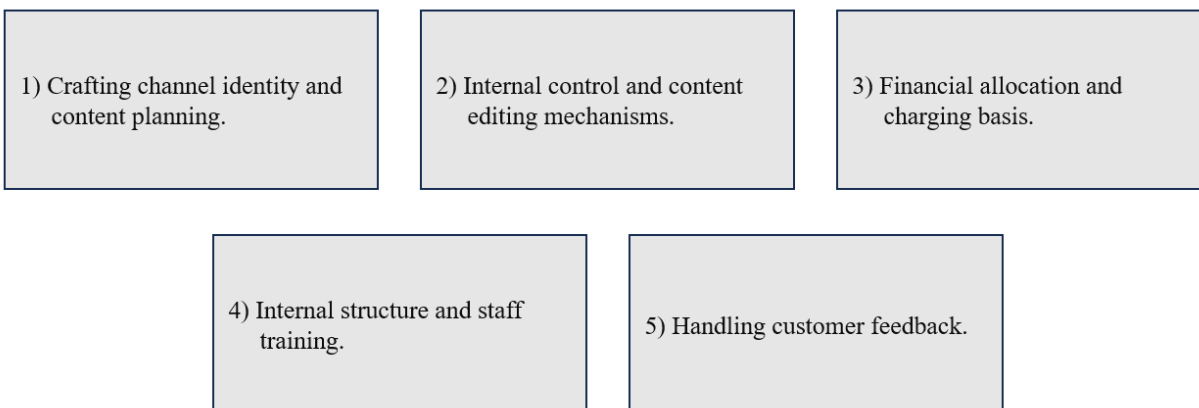 1) Crafting channel identity and
content planning.
2) Internal control and content
editing mechanisms.
3) Financial allocation and
charging basis.
4) Internal structure and staff
training.
5) Handling customer feedback.